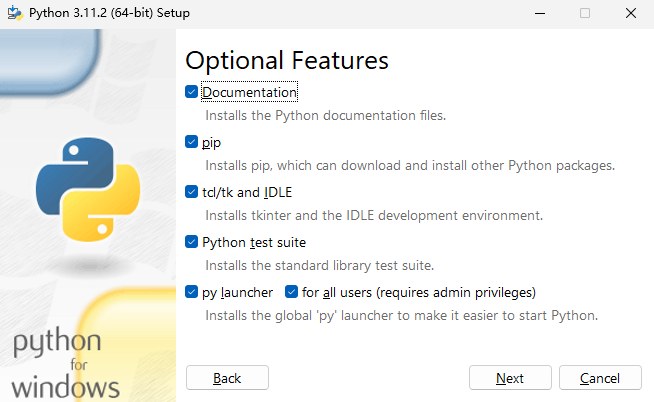 Python 3.11.2 (64-bit) Setup
Optional Features
Documentation
Installs the Python documentation files.
pip
Installs pip, which can download and install other Python packages.
tcl/tk and IDLE
Installs tkinter and the IDLE development environment.
Python test suite
Installs the standard library test suite.
py launcher for all users (requires admin privileges)
Installs the global 'py' launcher to make it easier to start Python.
python
for
windows
Back Next Cancel